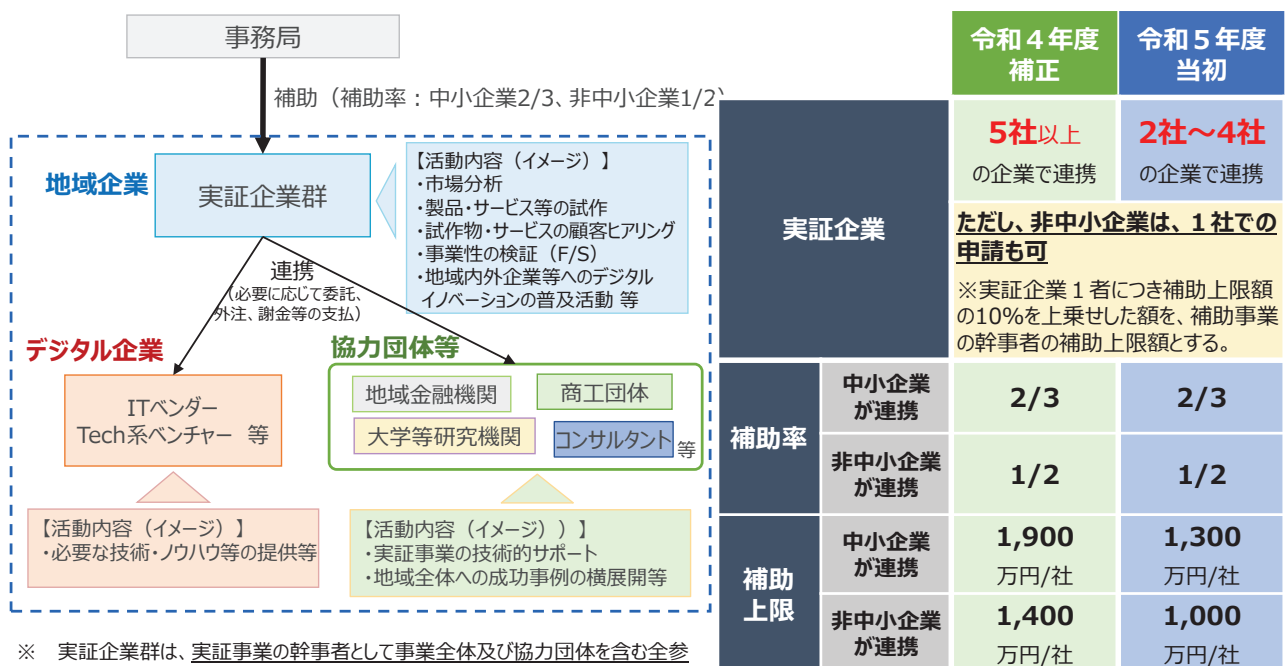 事務局
補助（補助率：中小企業2/3、非中小企業1/2）
地域企業
実証企業群
【活動内容（イメージ）】
・市場分析
・製品・サービス等の試作
・試作物・サービスの顧客ヒアリング
・事業性の検証（F/S）
・地域内外企業等へのデジタル
イノベーションの普及活動 等
連携
（必要に応じて委託、
外注、謝金等の支払）
デジタル企業
ITベンダー
Tech系ベンチャー 等
【活動内容（イメージ）】
・必要な技術・ノウハウ等の提供等
協力団体等
地域金融機関
商工団体
大学等研究機関
コンサルタント
等
【活動内容（イメージ））】
・実証事業の技術的サポート
・地域全体への成功事例の横展開等
※ 実証企業群は、実証事業の幹事者として事業全体及び協力団体を含む全参
令和４年度
補正
令和５年度
当初
実証企業
5社以上
の企業で連携
2社～4社
の企業で連携
ただし、非中小企業は、１社での
申請も可
※実証企業１者につき補助上限額
の10%を上乗せした額を、補助事業
の幹事者の補助上限額とする。
補助率
中小企業
が連携
2/3
2/3
非中小企業
が連携
1/2
1/2
補助
上限
中小企業
が連携
1,900
万円/社
1,300
万円/社
非中小企業
が連携
1,400
万円/社
1,000
万円/社